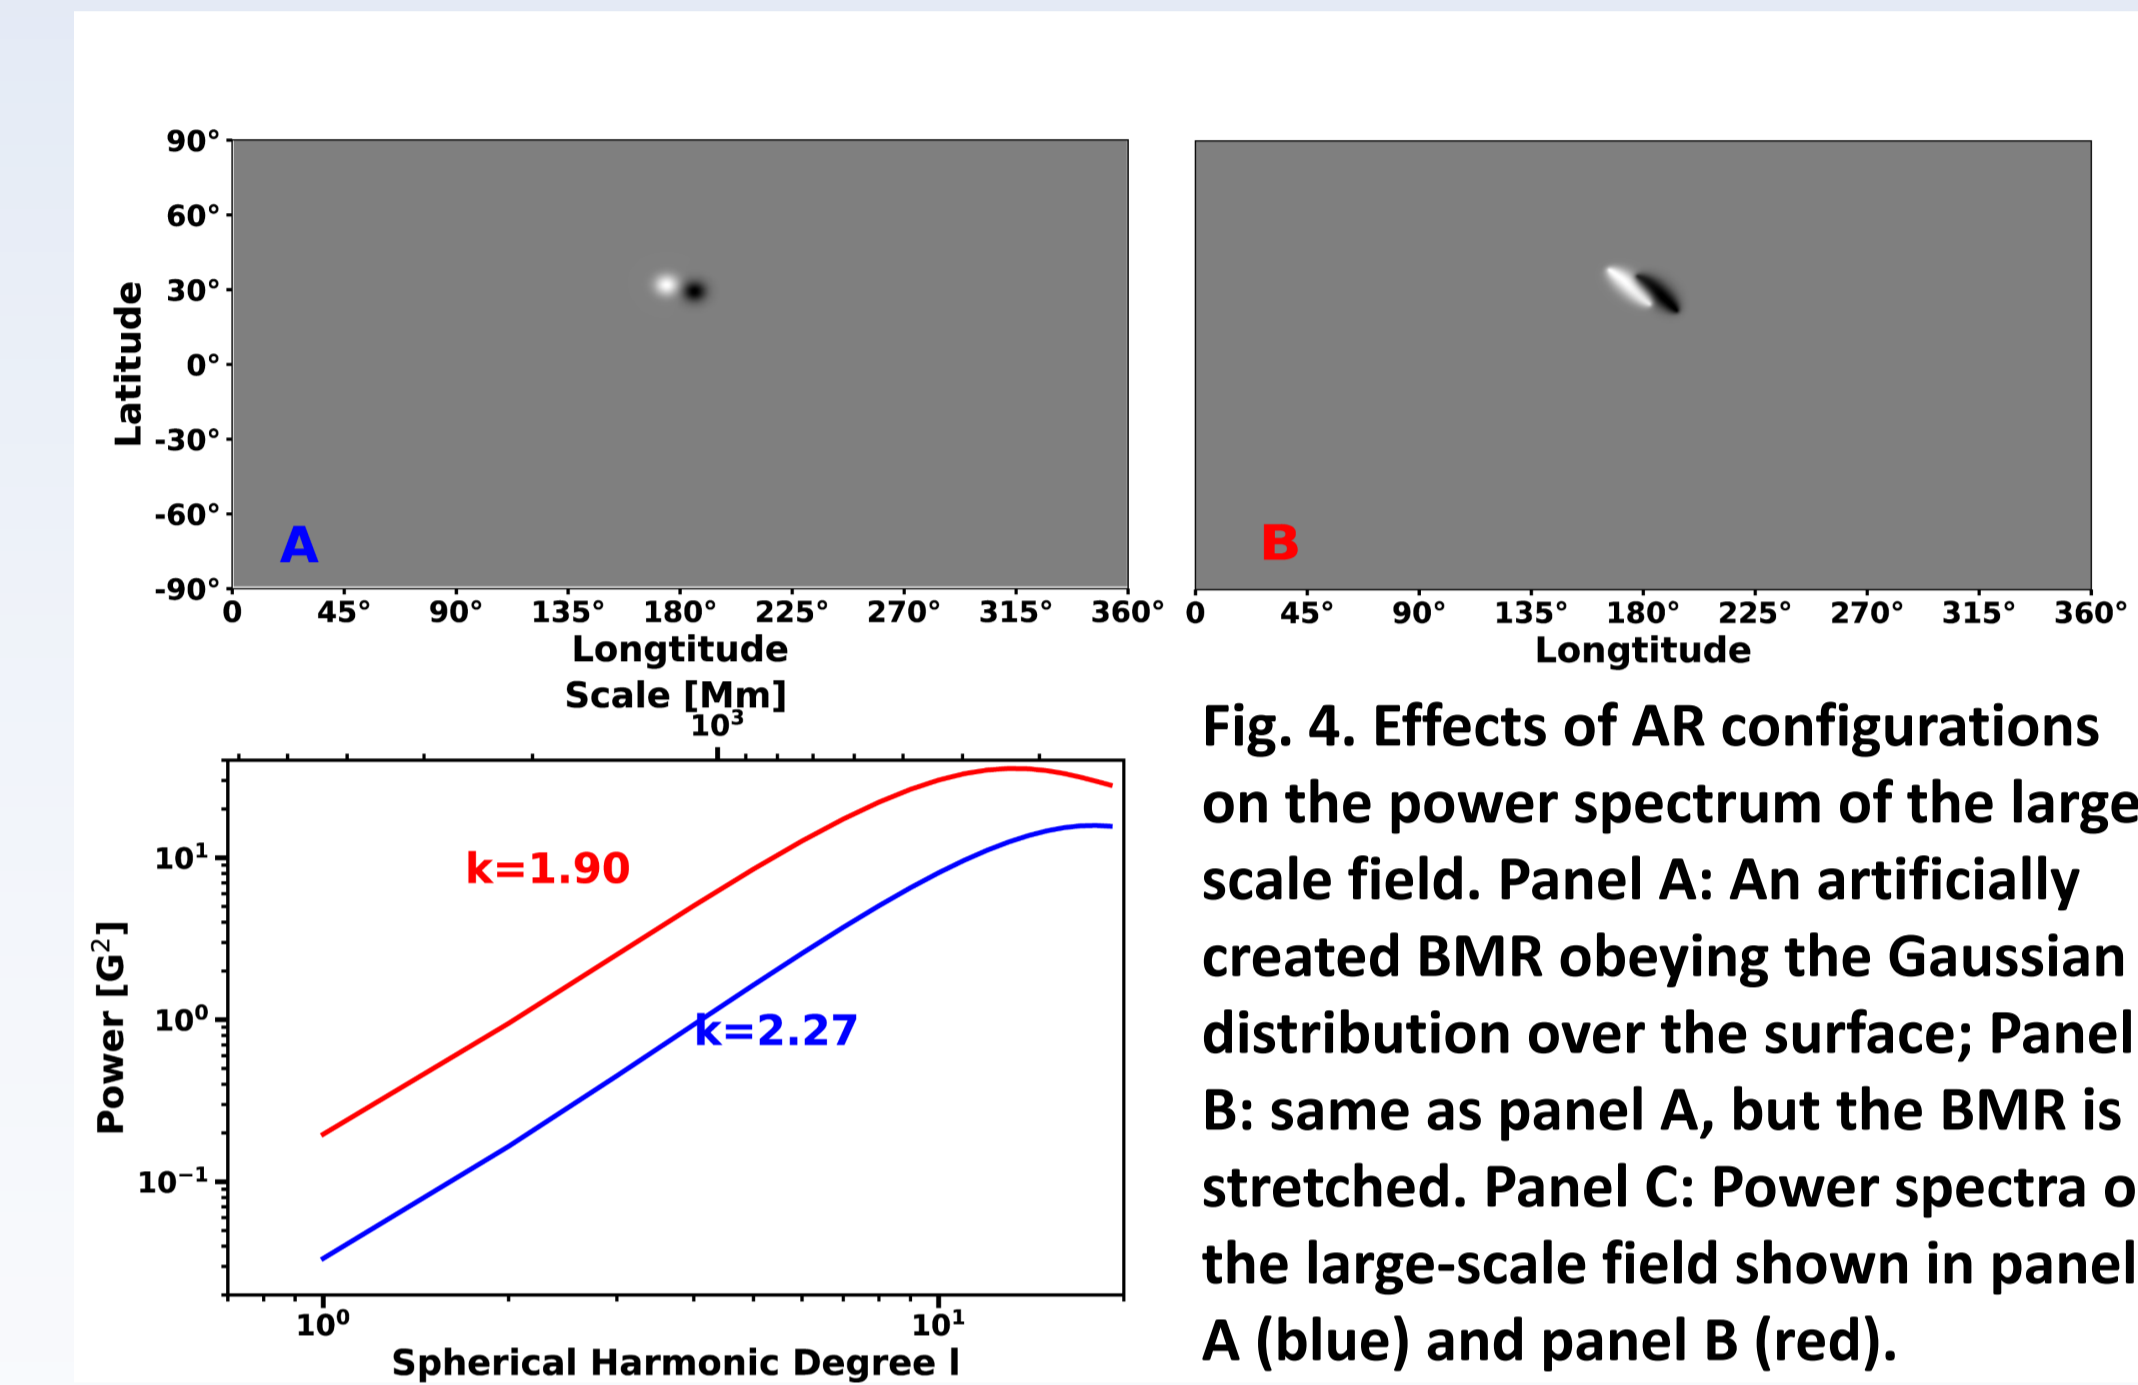 90°
60°
30°
0°
-30°
-60°
-90°
Latitude
A
0 45° 90° 135° 180° 225° 270° 315° 360°
Longtitude
B
0 45° 90° 135° 180° 225° 270° 315° 360°
Longtitude
Scale [Mm]
10³
10¹
10⁰
10⁻¹
Power [G²]
k=1.90
k=2.27
10⁰ 10¹
Spherical Harmonic Degree l
Fig. 4. Effects of AR configurations
on the power spectrum of the large
scale field. Panel A: An artificially
created BMR obeying the Gaussian
distribution over the surface; Panel
B: same as panel A, but the BMR is
stretched. Panel C: Power spectra o
the large-scale field shown in panel
A (blue) and panel B (red).